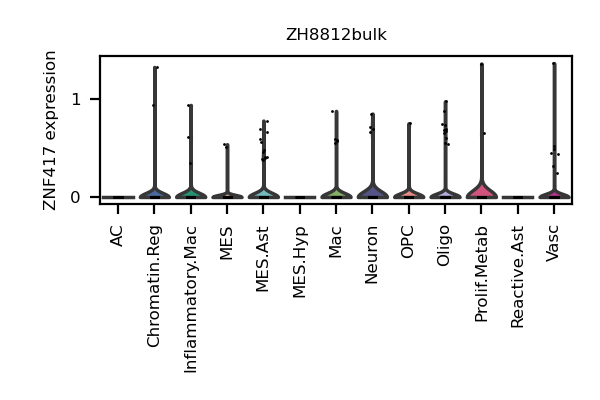 ZH8812bulk
ZNF417 expression
1
0
AC
Chromatin.Reg
Inflammatory.Mac
MES
MES.Ast
MES.Hyp
Mac
Neuron
OPC
Oligo
Prolif.Metab
Reactive.Ast
Vasc